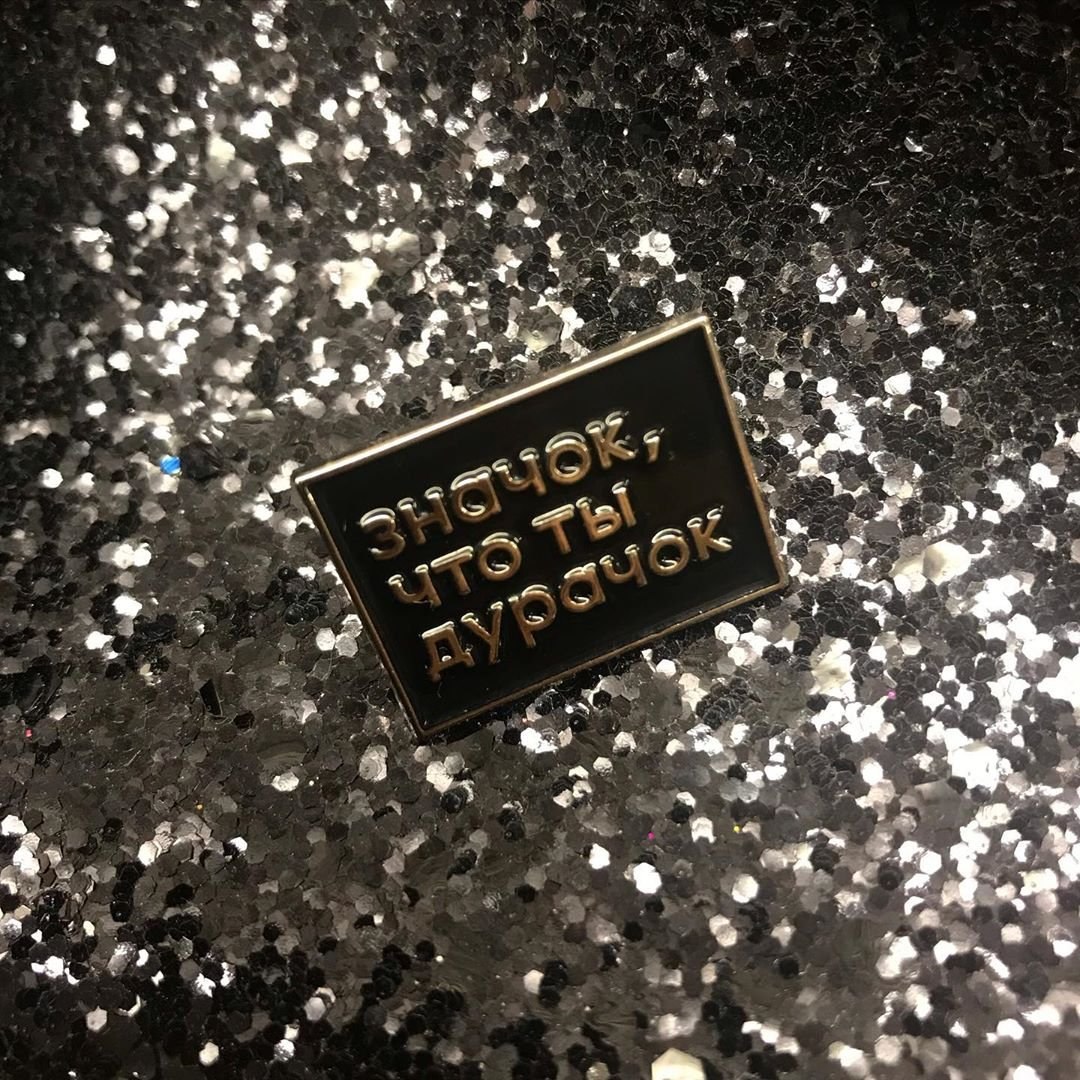 значок,
что ты
дурачок